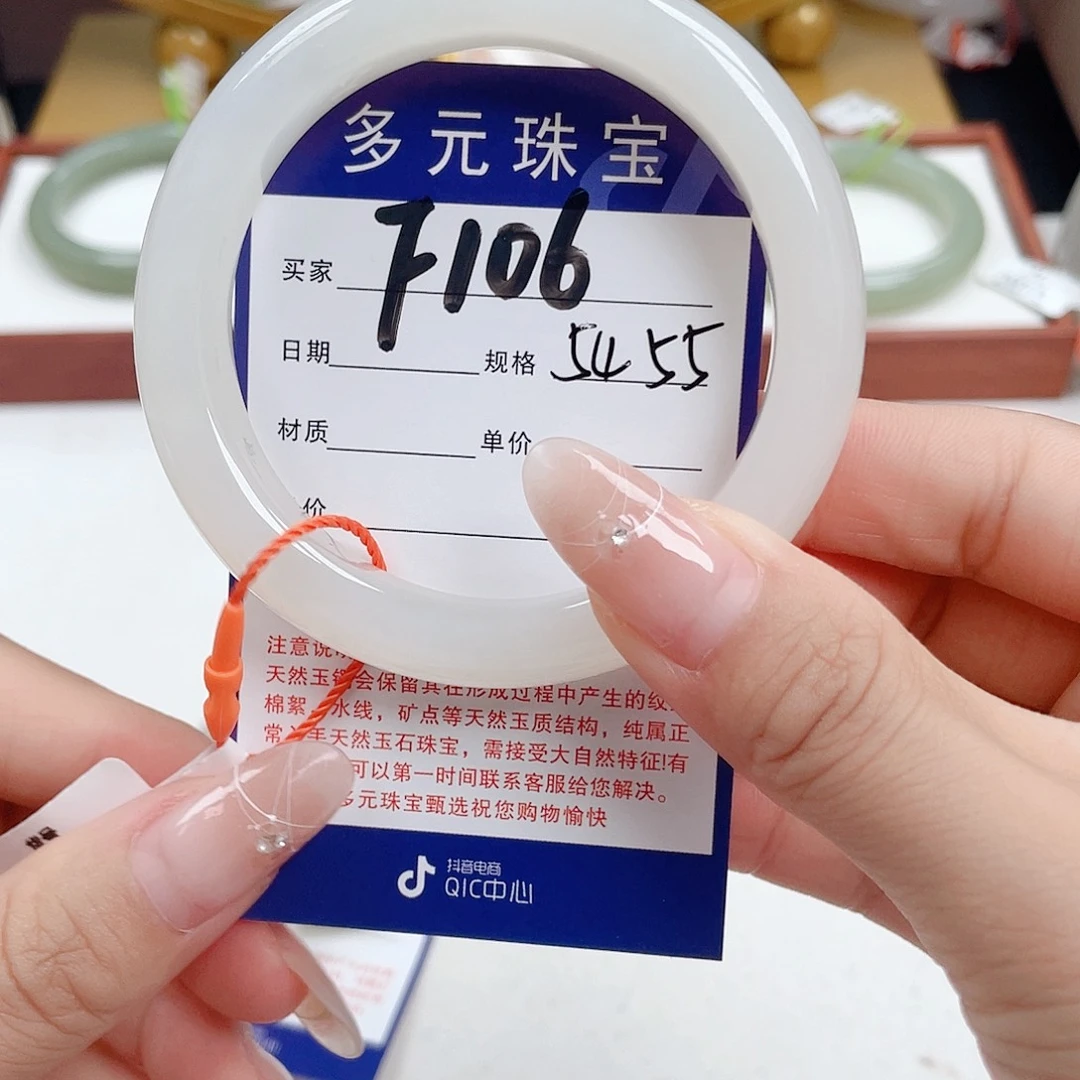 多元珠宝
买家 F106
日期 规格 54 55
材质 单价
价
注意说
天然玉镯会保留其在形成过程中产生的纹
棉絮 水线，矿点等天然玉质结构，纯属正
天然玉石珠宝，需接受大自然特征!有
可以第一时间联系客服给您解决。
多元珠宝甄选祝您购物愉快
抖音电商
QIC中心